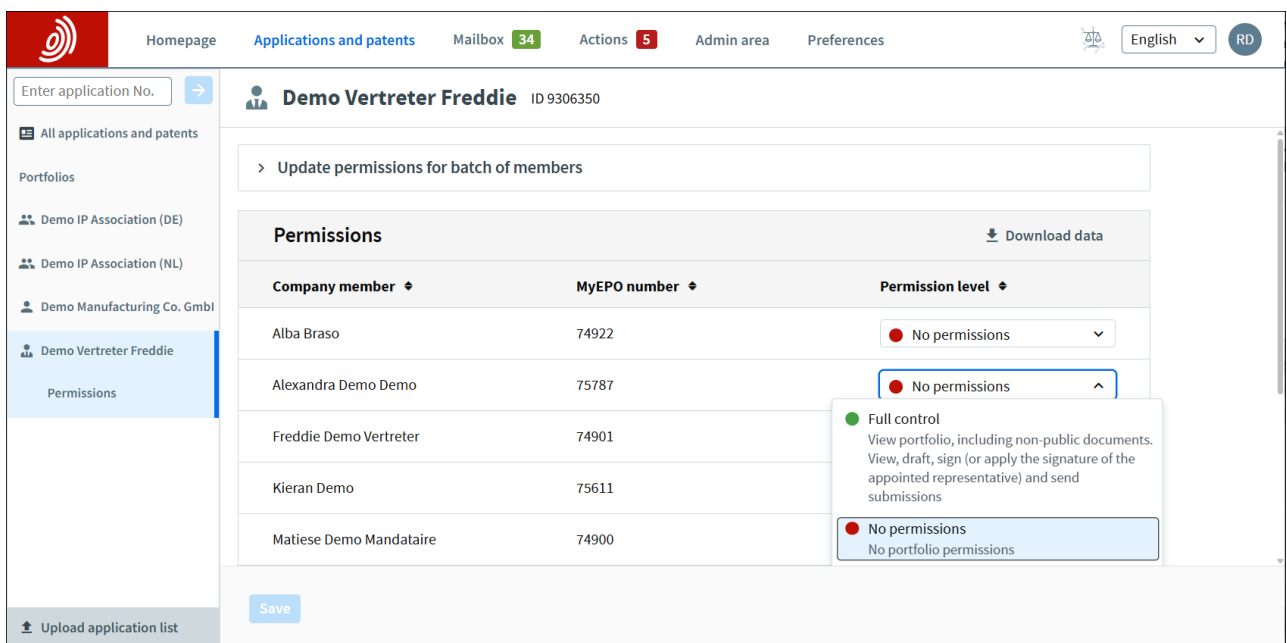 Homepage
Applications and patents
Mailbox 34
Actions 5
Admin area
Preferences
English
RD
Enter application No.
All applications and patents
Portfolios
Demo IP Association (DE)
Demo IP Association (NL)
Demo Manufacturing Co. Gmbl
Demo Vertreter Freddie
Permissions
Upload application list
Demo Vertreter Freddie ID 9306350
Update permissions for batch of members
Permissions
Download data
Company member MyEPO number Permission level
Alba Braso 74922 No permissions
Alexandra Demo Demo 75787 No permissions
Freddie Demo Vertreter 74901
Kieran Demo 75611
Matiese Demo Mandataire 74900
Full control
View portfolio, including non-public documents.
View, draft, sign (or apply the signature of the
appointed representative) and send
submissions
No permissions
No portfolio permissions
Save